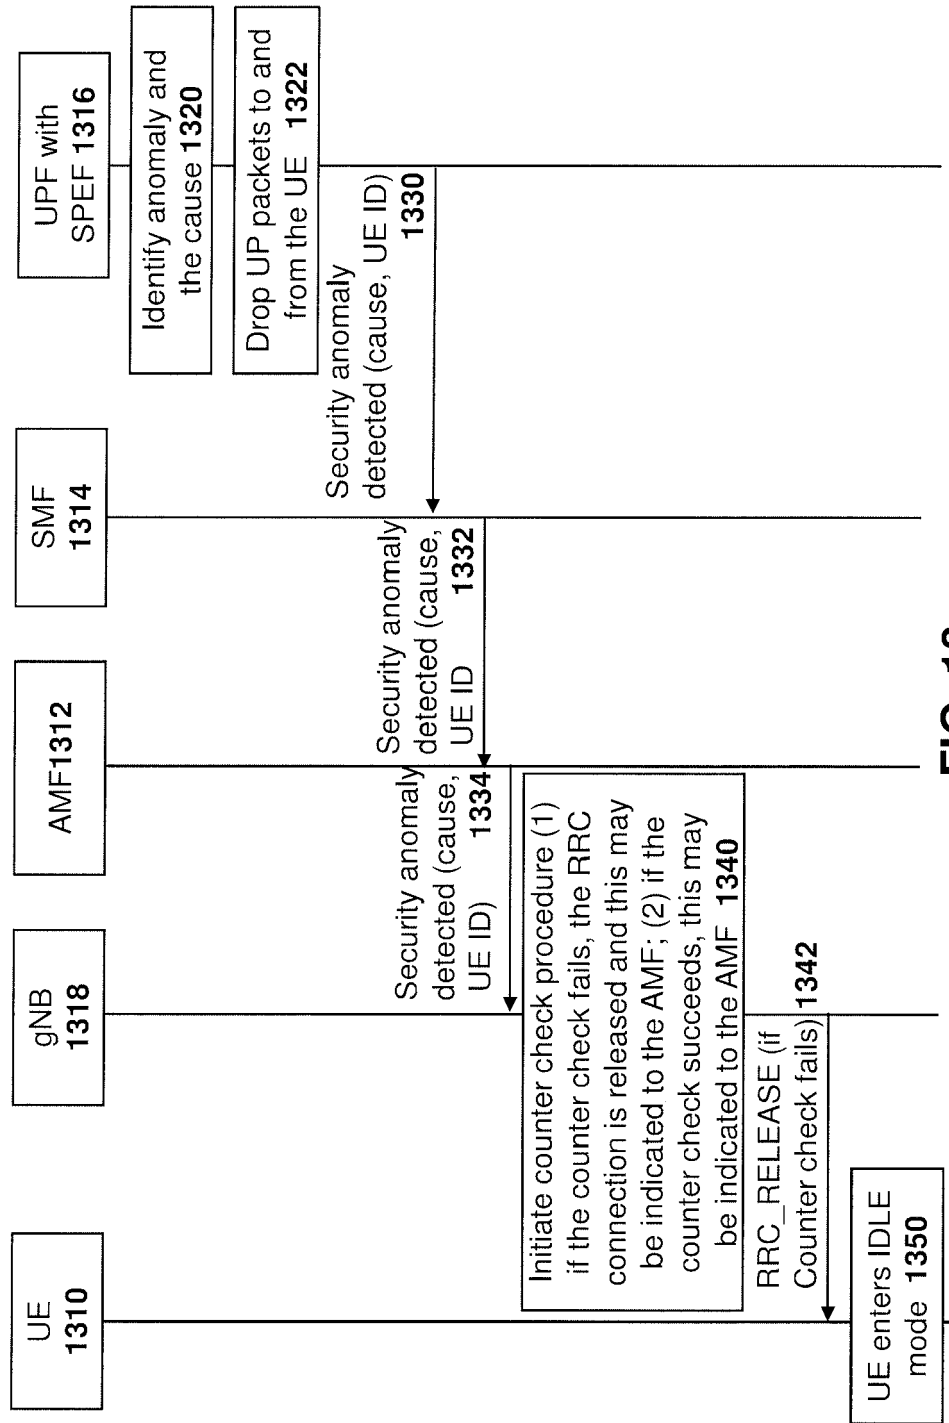 UE
1310
gNB
1318
AMF1312
SMF
1314
UPF with
SPEF 1316
Identify anomaly and
the cause 1320
Drop UP packets to and
from the UE 1322
Security anomaly
detected (cause, UE ID)
1330
Security anomaly
detected (cause,
UE ID 1332
Security anomaly
detected (cause,
UE ID) 1334
Initiate counter check procedure (1)
if the counter check fails, the RRC
connection is released and this may
be indicated to the AMF; (2) if the
counter check succeeds, this may
be indicated to the AMF 1340
RRC_RELEASE (if
Counter check fails) 1342
UE enters IDLE
mode 1350